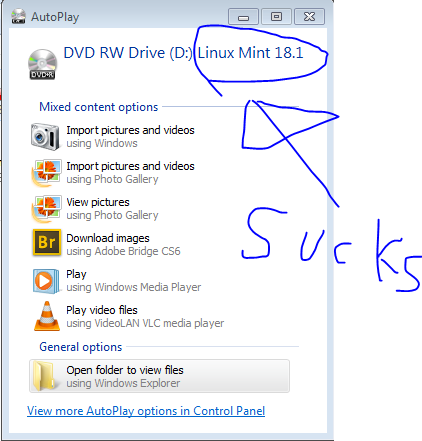 AutoPlay
DVD RW Drive (D:) Linux Mint 18.1
DVD-R
Mixed content options
Import pictures and videos
using Windows
Import pictures and videos
using Photo Gallery
View pictures
using Photo Gallery
Br
Download images
using Adobe Bridge CS6
Play
using Windows Media Player
Play video files
using VideoLAN VLC media player
General options
Open folder to view files
using Windows Explorer
View more AutoPlay options in Control Panel
Sucks